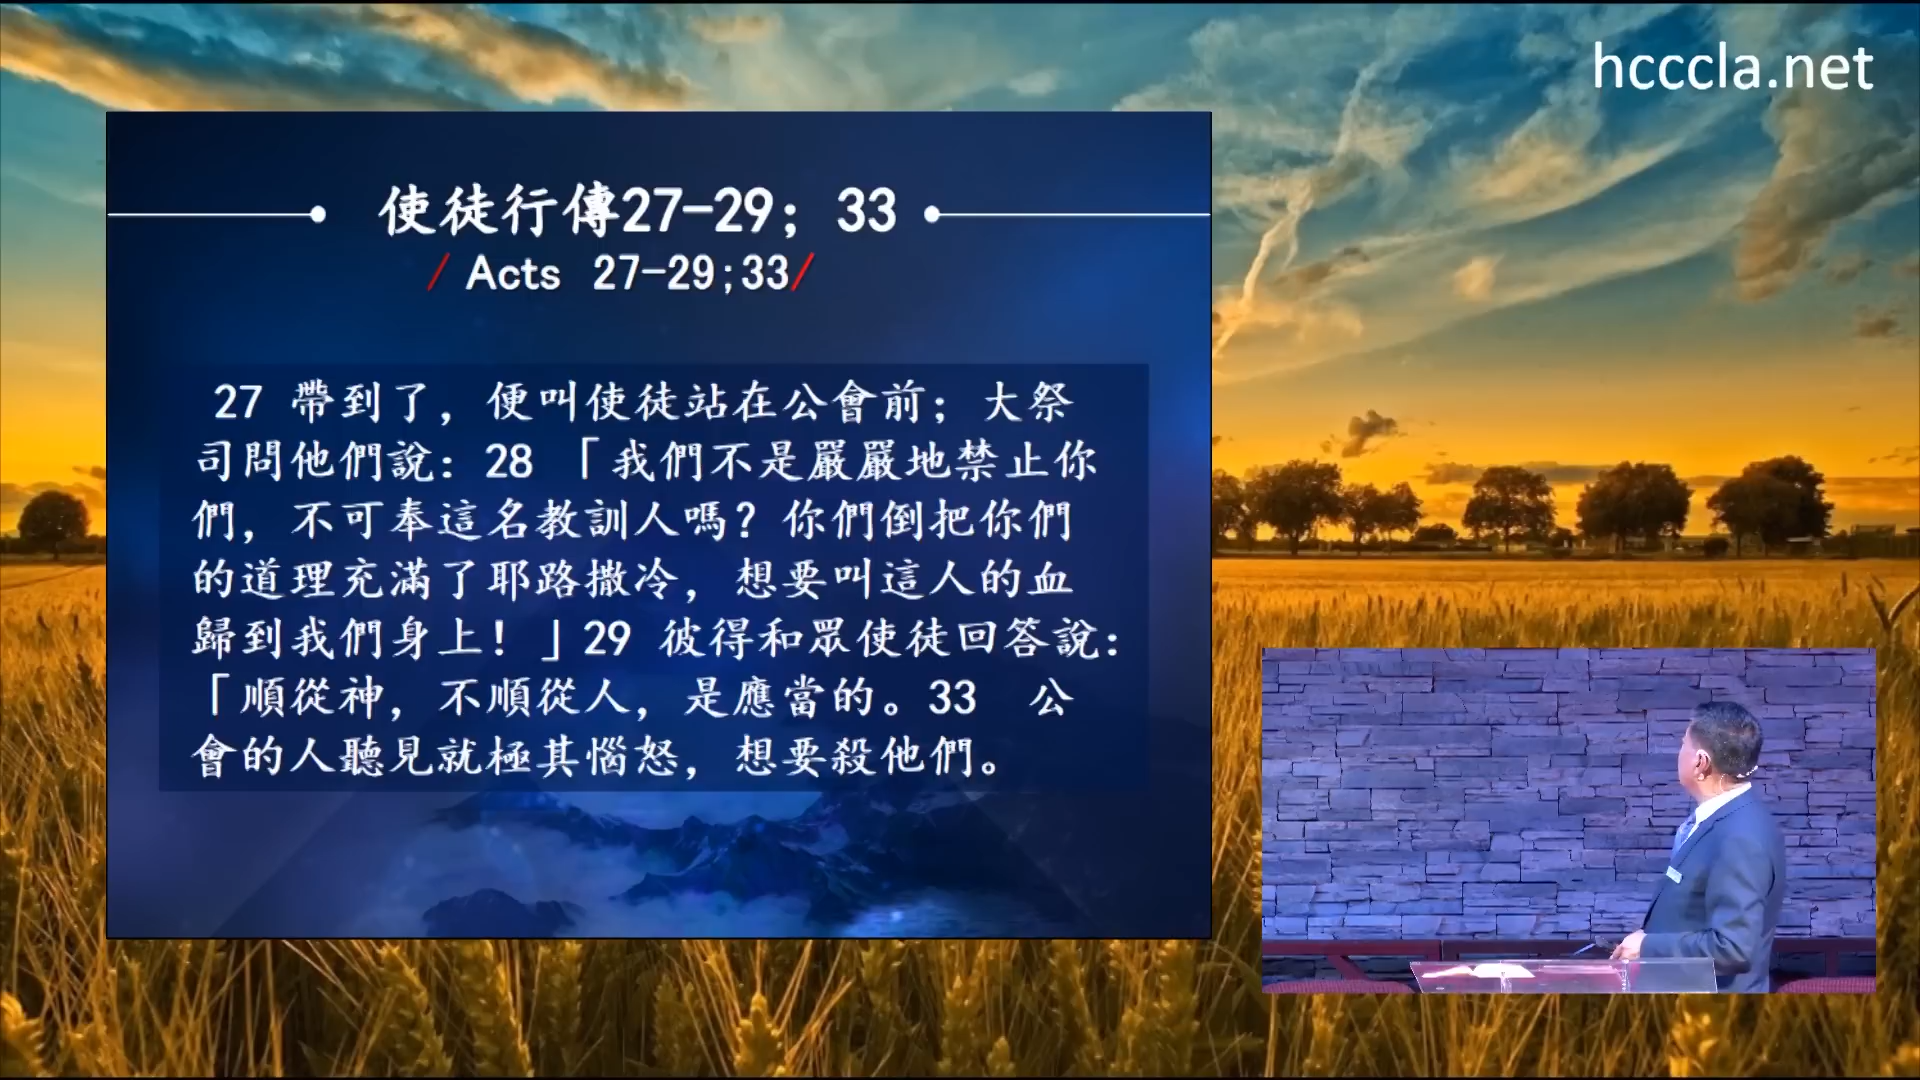 hcccla.net
使徒行傳27-29；33
/ Acts 27-29;33/
27 帶到了，便叫使徒站在公會前；大祭
司問他們說：28 「我們不是嚴嚴地禁止你
們，不可奉這名教訓人嗎？你們倒把你們
的道理充滿了耶路撒冷，想要叫這人的血
歸到我們身上！」29 彼得和眾使徒回答說：
「順從神，不順從人，是應當的。33 公
會的人聽見就極其惱怒，想要殺他們。